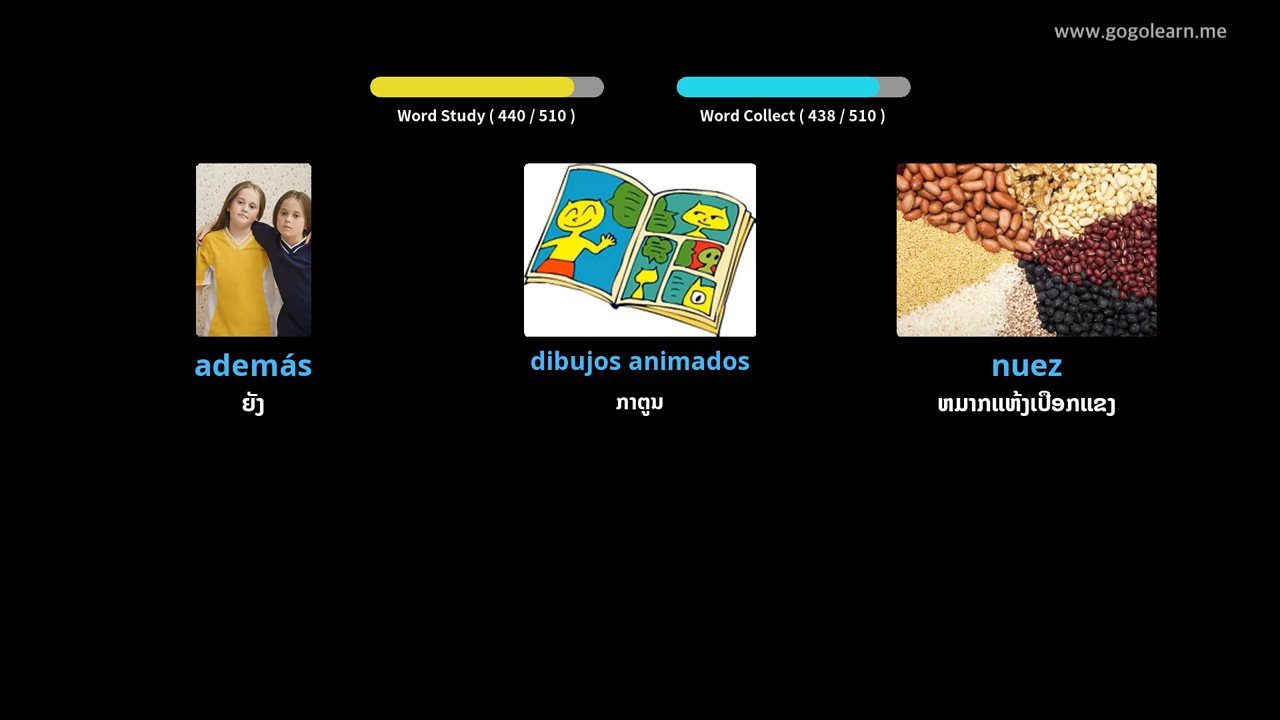 www.gogolearn.me
Word Study ( 440 / 510 )
Word Collect ( 438 / 510 )
además
ຍັງ
dibujos animados
ກາຕູນ
nuez
ຫມາກແຫ້ງເປືອກແຂງ